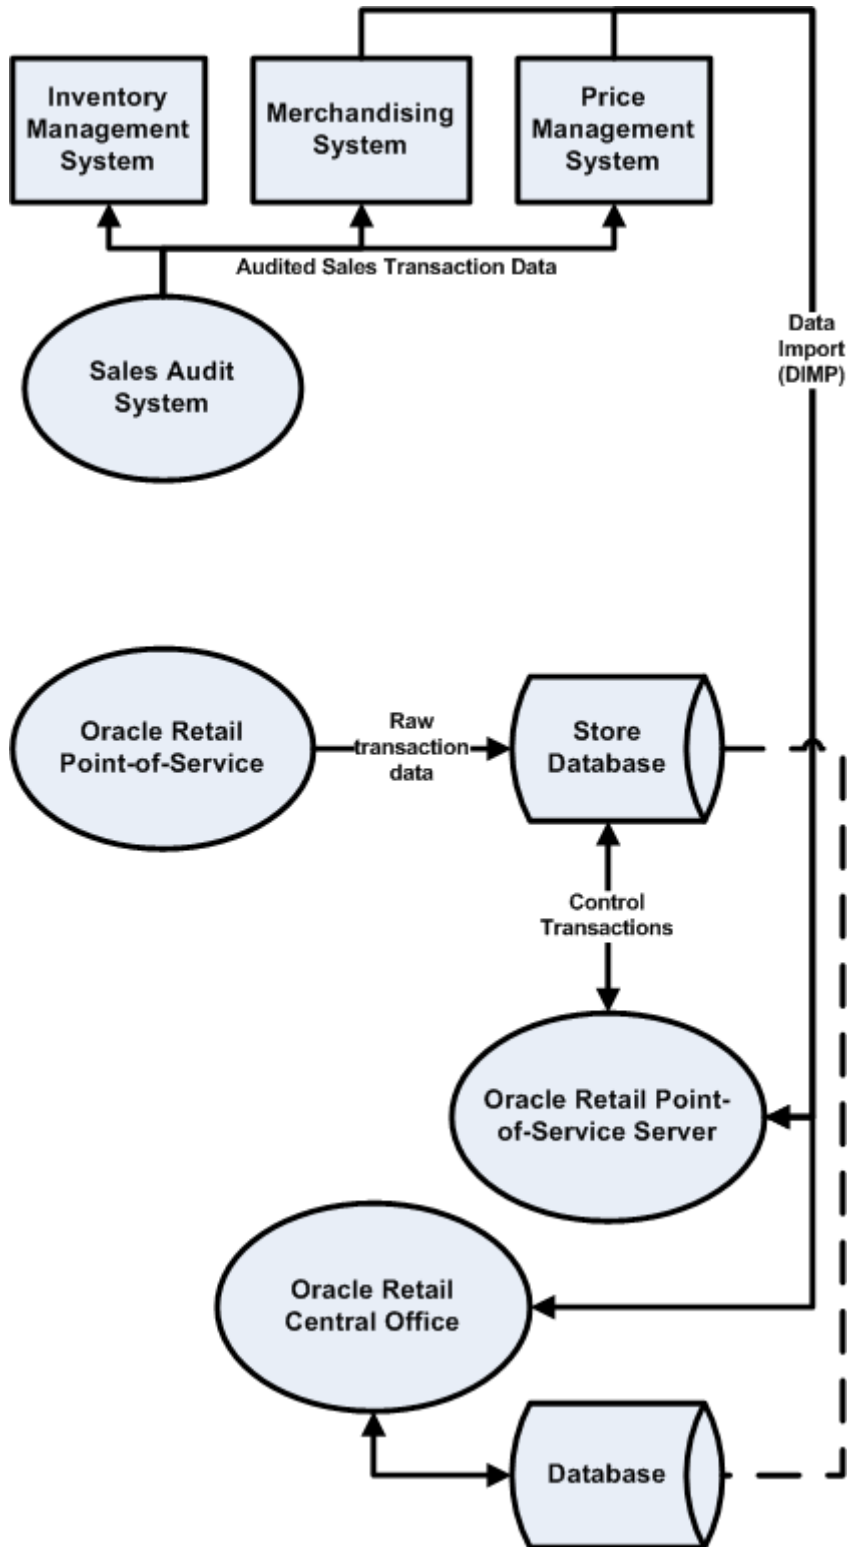 Inventory
Management
System
Merchandising
System
Price
Management
System
Audited Sales Transaction Data
Sales Audit
System
Data
Import
(DIMP)
Oracle Retail
Point-of-Service
Raw
transaction
data
Store
Database
Control
Transactions
Oracle Retail Point-
of-Service Server
Oracle Retail
Central Office
Database